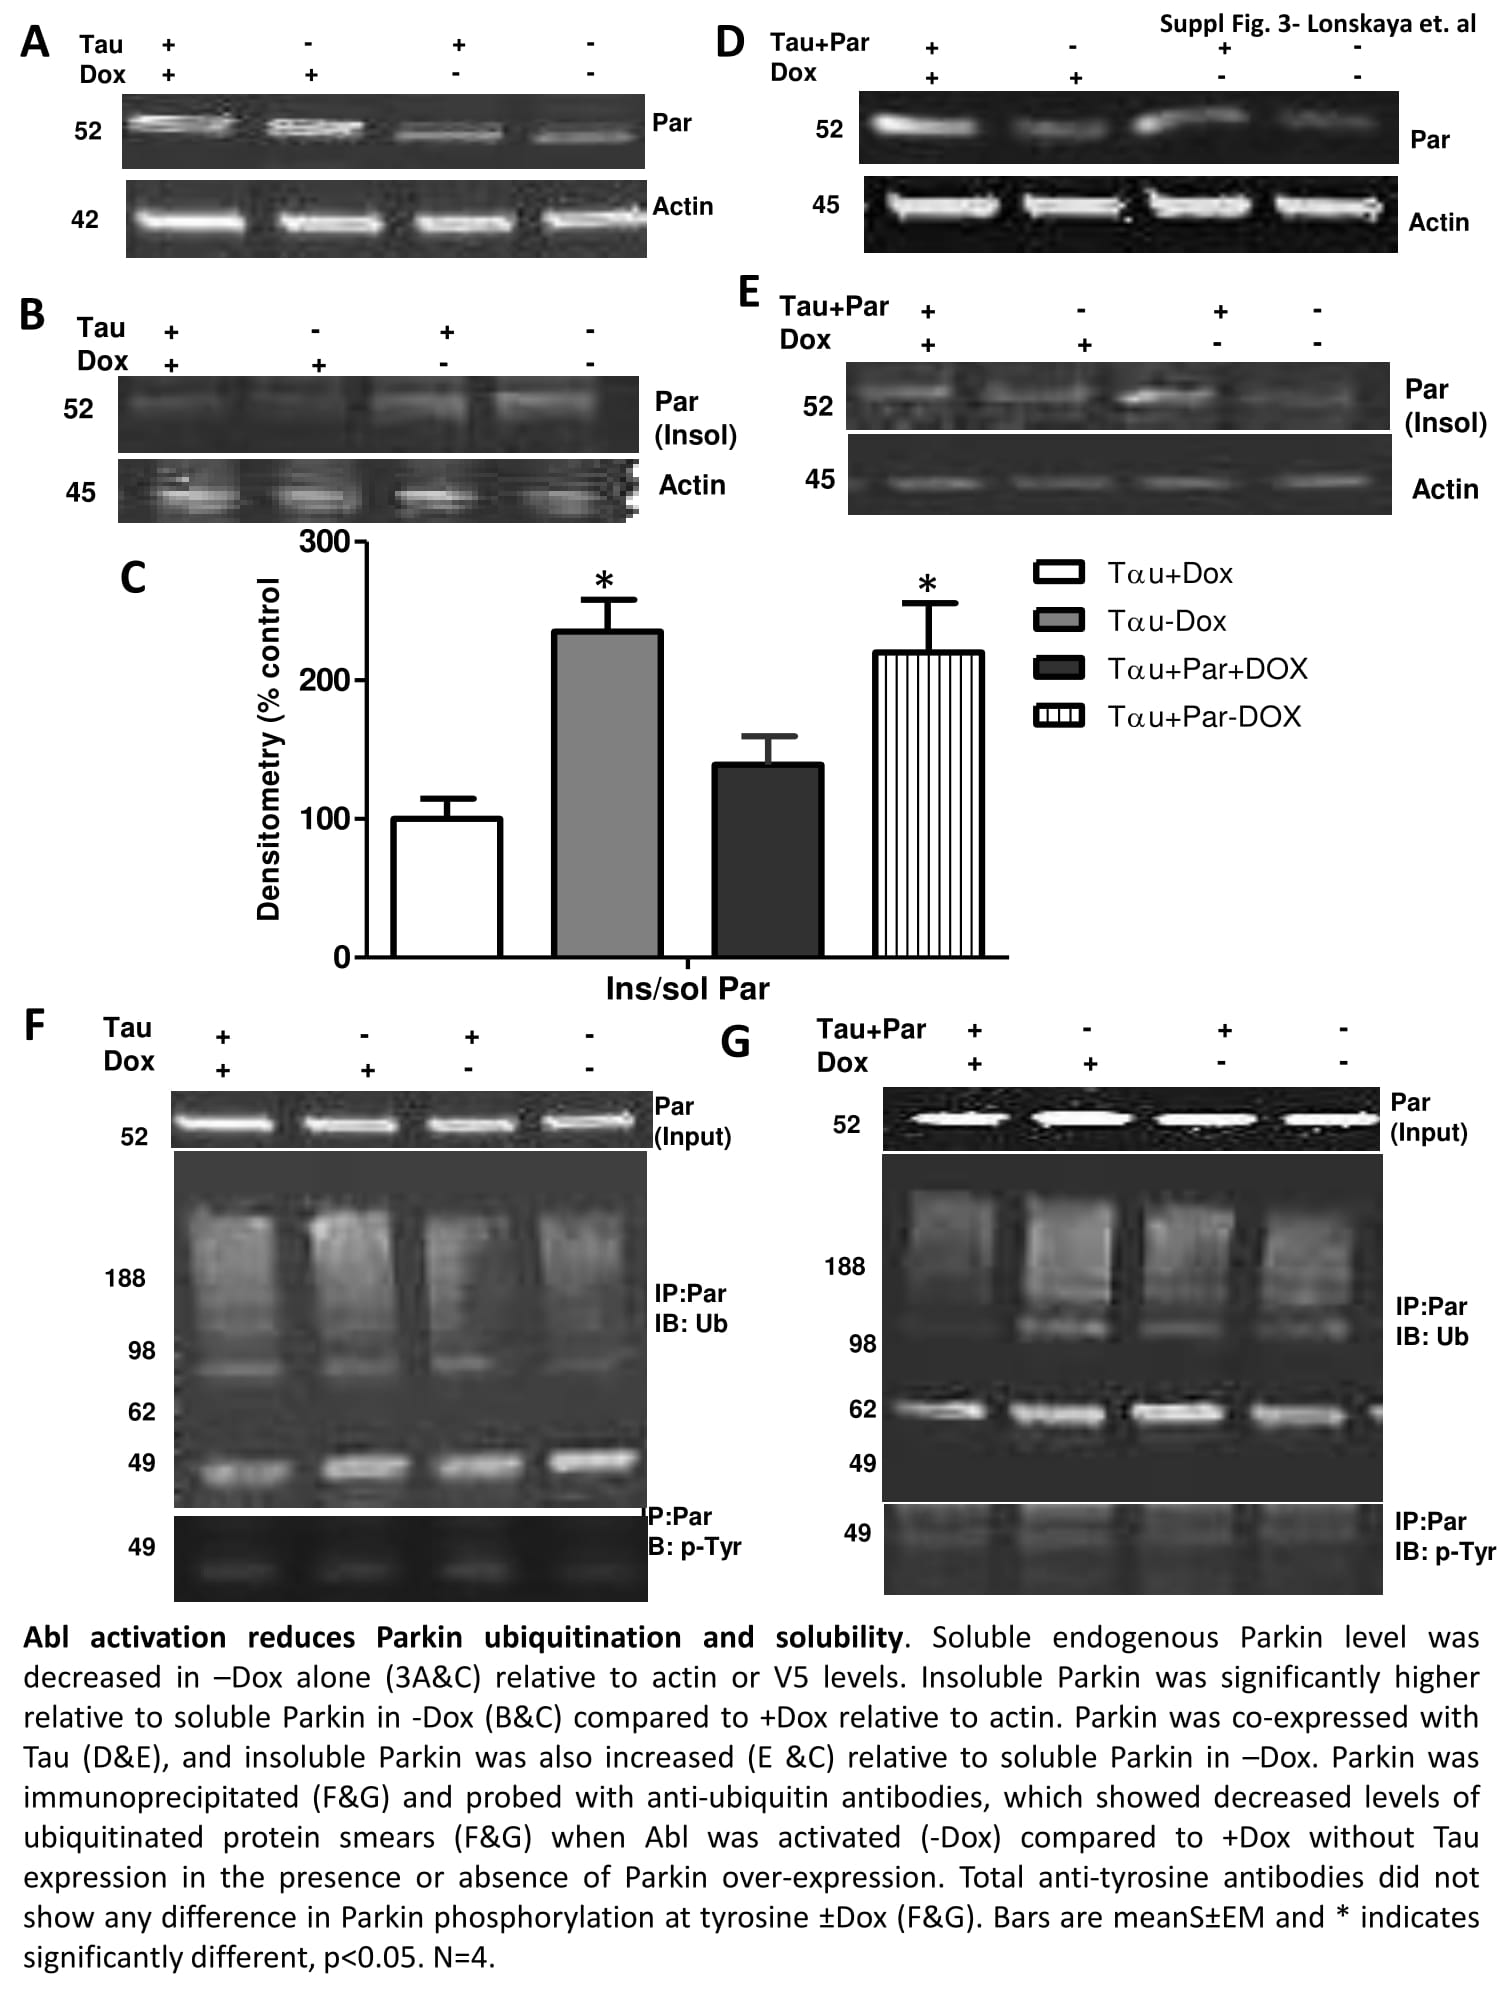 Suppl Fig. 3- Lonskaya et. al
A
Tau + - + -
Dox + + - -
52 Par
42 Actin
D
Tau+Par + - + -
Dox + + - -
52 Par
45 Actin
B
Tau + - + -
Dox + + - -
52 Par
(Insol)
45 Actin
E
Tau+Par + - + -
Dox + + - -
52 Par
(Insol)
45 Actin
C
Densitometry (% control
300
200
100
0
* *
Ins/sol Par
Tαu+Dox
Tαu-Dox
Tαu+Par+DOX
Tαu+Par-DOX
F
Tau + - + -
Dox + + - -
52 Par
(Input)
188
98
62
49
IP:Par
IB: Ub
49
P:Par
B: p-Tyr
G
Tau+Par + - + -
Dox + + - -
52 Par
(Input)
188
98
62
49
IP:Par
IB: Ub
49
IP:Par
IB: p-Tyr
Abl activation reduces Parkin ubiquitination and solubility. Soluble endogenous Parkin level was
decreased in –Dox alone (3A&C) relative to actin or V5 levels. Insoluble Parkin was significantly higher
relative to soluble Parkin in -Dox (B&C) compared to +Dox relative to actin. Parkin was co-expressed with
Tau (D&E), and insoluble Parkin was also increased (E &C) relative to soluble Parkin in –Dox. Parkin was
immunoprecipitated (F&G) and probed with anti-ubiquitin antibodies, which showed decreased levels of
ubiquitinated protein smears (F&G) when Abl was activated (-Dox) compared to +Dox without Tau
expression in the presence or absence of Parkin over-expression. Total anti-tyrosine antibodies did not
show any difference in Parkin phosphorylation at tyrosine ±Dox (F&G). Bars are meanS±EM and * indicates
significantly different, p<0.05. N=4.